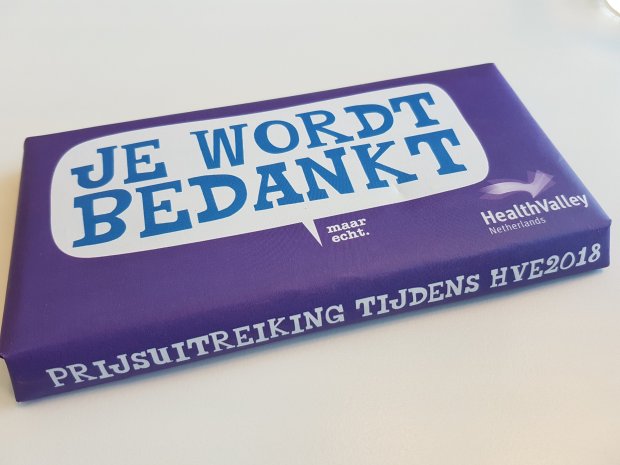 JE WORDT
BEDANKT
maar
echt.
HealthValley
Netherlands
PRIJSUITREIKING TIJDENS HVE2018